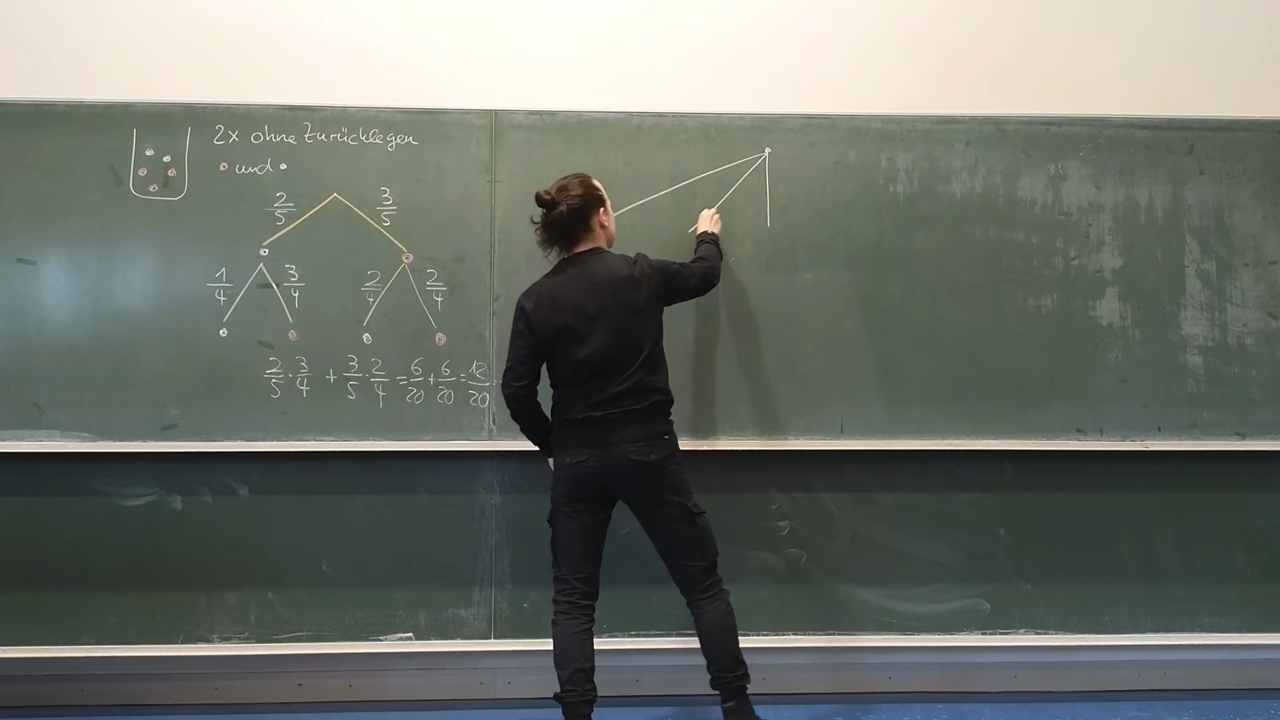 2x ohne Zurücklegen
und
2/5 3/5
1/4 3/4 2/4 2/4
2/5 · 3/4 + 3/5 · 2/4 = 6/20 + 6/20 = 12/20